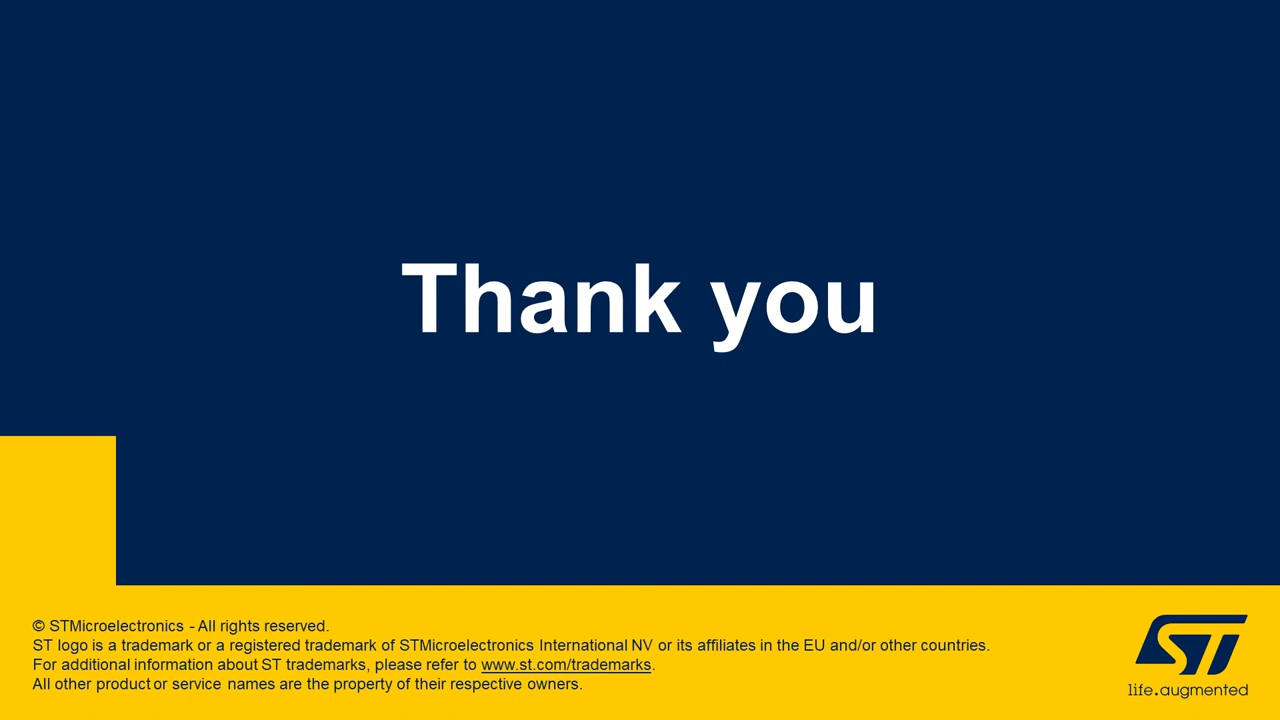 Thank you
© STMicroelectronics - All rights reserved.
ST logo is a trademark or a registered trademark of STMicroelectronics International NV or its affiliates in the EU and/or other countries.
For additional information about ST trademarks, please refer to www.st.com/trademarks.
All other product or service names are the property of their respective owners.
ST
life.augmented